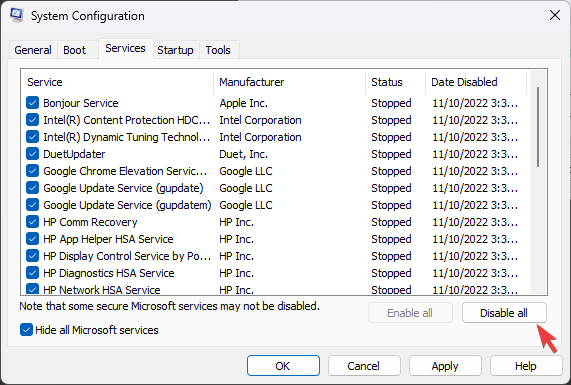 System Configuration
General Boot Services Startup Tools
Service Manufacturer Status Date Disabled
Bonjour Service Apple Inc. Stopped 11/10/2022 3:3...
Intel(R) Content Protection HDC... Intel Corporation Stopped 11/10/2022 3:3...
Intel(R) Dynamic Tuning Technol... Intel Corporation Stopped 11/10/2022 3:3...
DuetUpdater Duet, Inc. Stopped 11/10/2022 3:3...
Google Chrome Elevation Servic... Google LLC Stopped 11/10/2022 3:3...
Google Update Service (gupdate) Google LLC Stopped 11/10/2022 3:3...
Google Update Service (gupdatem) Google LLC Stopped 11/10/2022 3:3...
HP Comm Recovery HP Inc. Stopped 11/10/2022 3:3...
HP App Helper HSA Service HP Inc. Stopped 11/10/2022 3:3...
HP Display Control Service by Po... HP Inc. Stopped 11/10/2022 3:3...
HP Diagnostics HSA Service HP Inc. Stopped 11/10/2022 3:3...
HP Network HSA Service HP Inc. Stopped 11/10/2022 3:3...
Note that some secure Microsoft services may not be disabled.
Enable all Disable all
Hide all Microsoft services
OK Cancel Apply Help